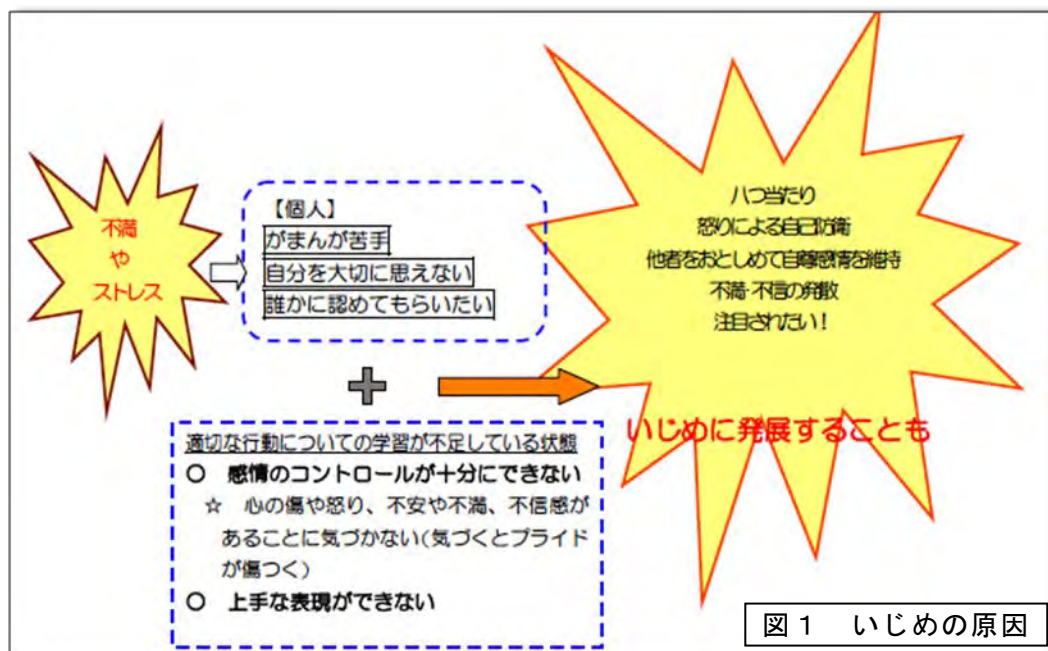 不満
や
ストレス
【個人】
がまんが苦手
自分を大切に思えない
誰かに認めてもらいたい
適切な行動についての学習が不足している状態
○ 感情のコントロールが十分にできない
☆ 心の傷や怒り、不安や不満、不信感が
あることに気づかない(気づくとプライド
が傷つく)
○ 上手な表現ができない
八つ当たり
怒りによる自己防衛
他者をおとしめて自尊感情を維持
不満・不信の発散
注目されたい!
いじめに発展することも
図1 いじめの原因